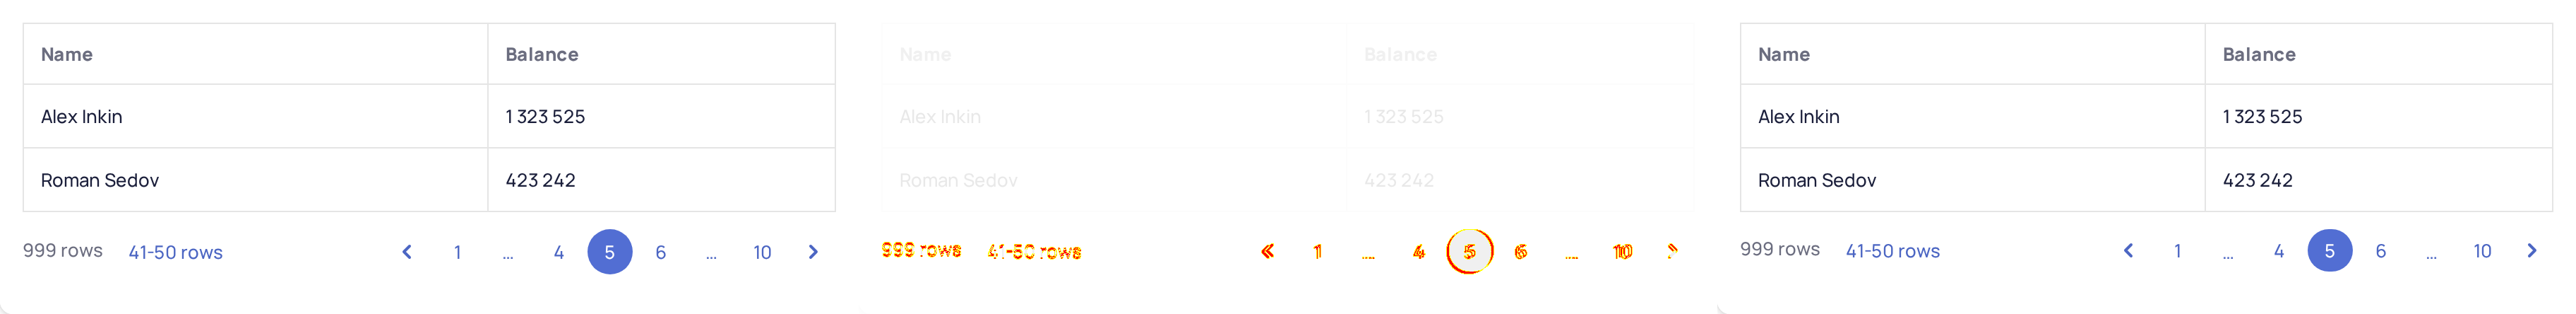 Name Balance
Alex Inkin 1 323 525
Roman Sedov 423 242
999 rows 41-50 rows 1 ... 4 5 6 ... 10
Name Balance
Alex Inkin 1 323 525
Roman Sedov 423 242
999 rows 41-50 rows 1 ... 4 5 6 ... 10
Name Balance
Alex Inkin 1 323 525
Roman Sedov 423 242
999 rows 41-50 rows 1 ... 4 5 6 ... 10